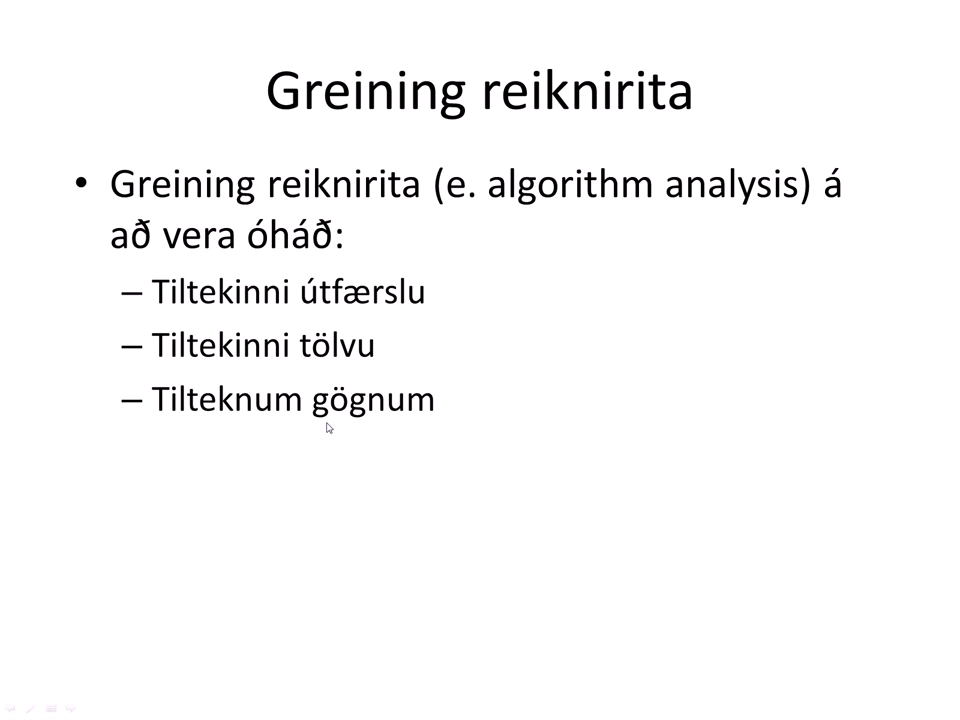 Greining reiknirita
• Greining reiknirita (e. algorithm analysis) á
að vera óháð:
– Tiltekinni útfærslu
– Tiltekinni tölvu
– Tilteknum gögnum